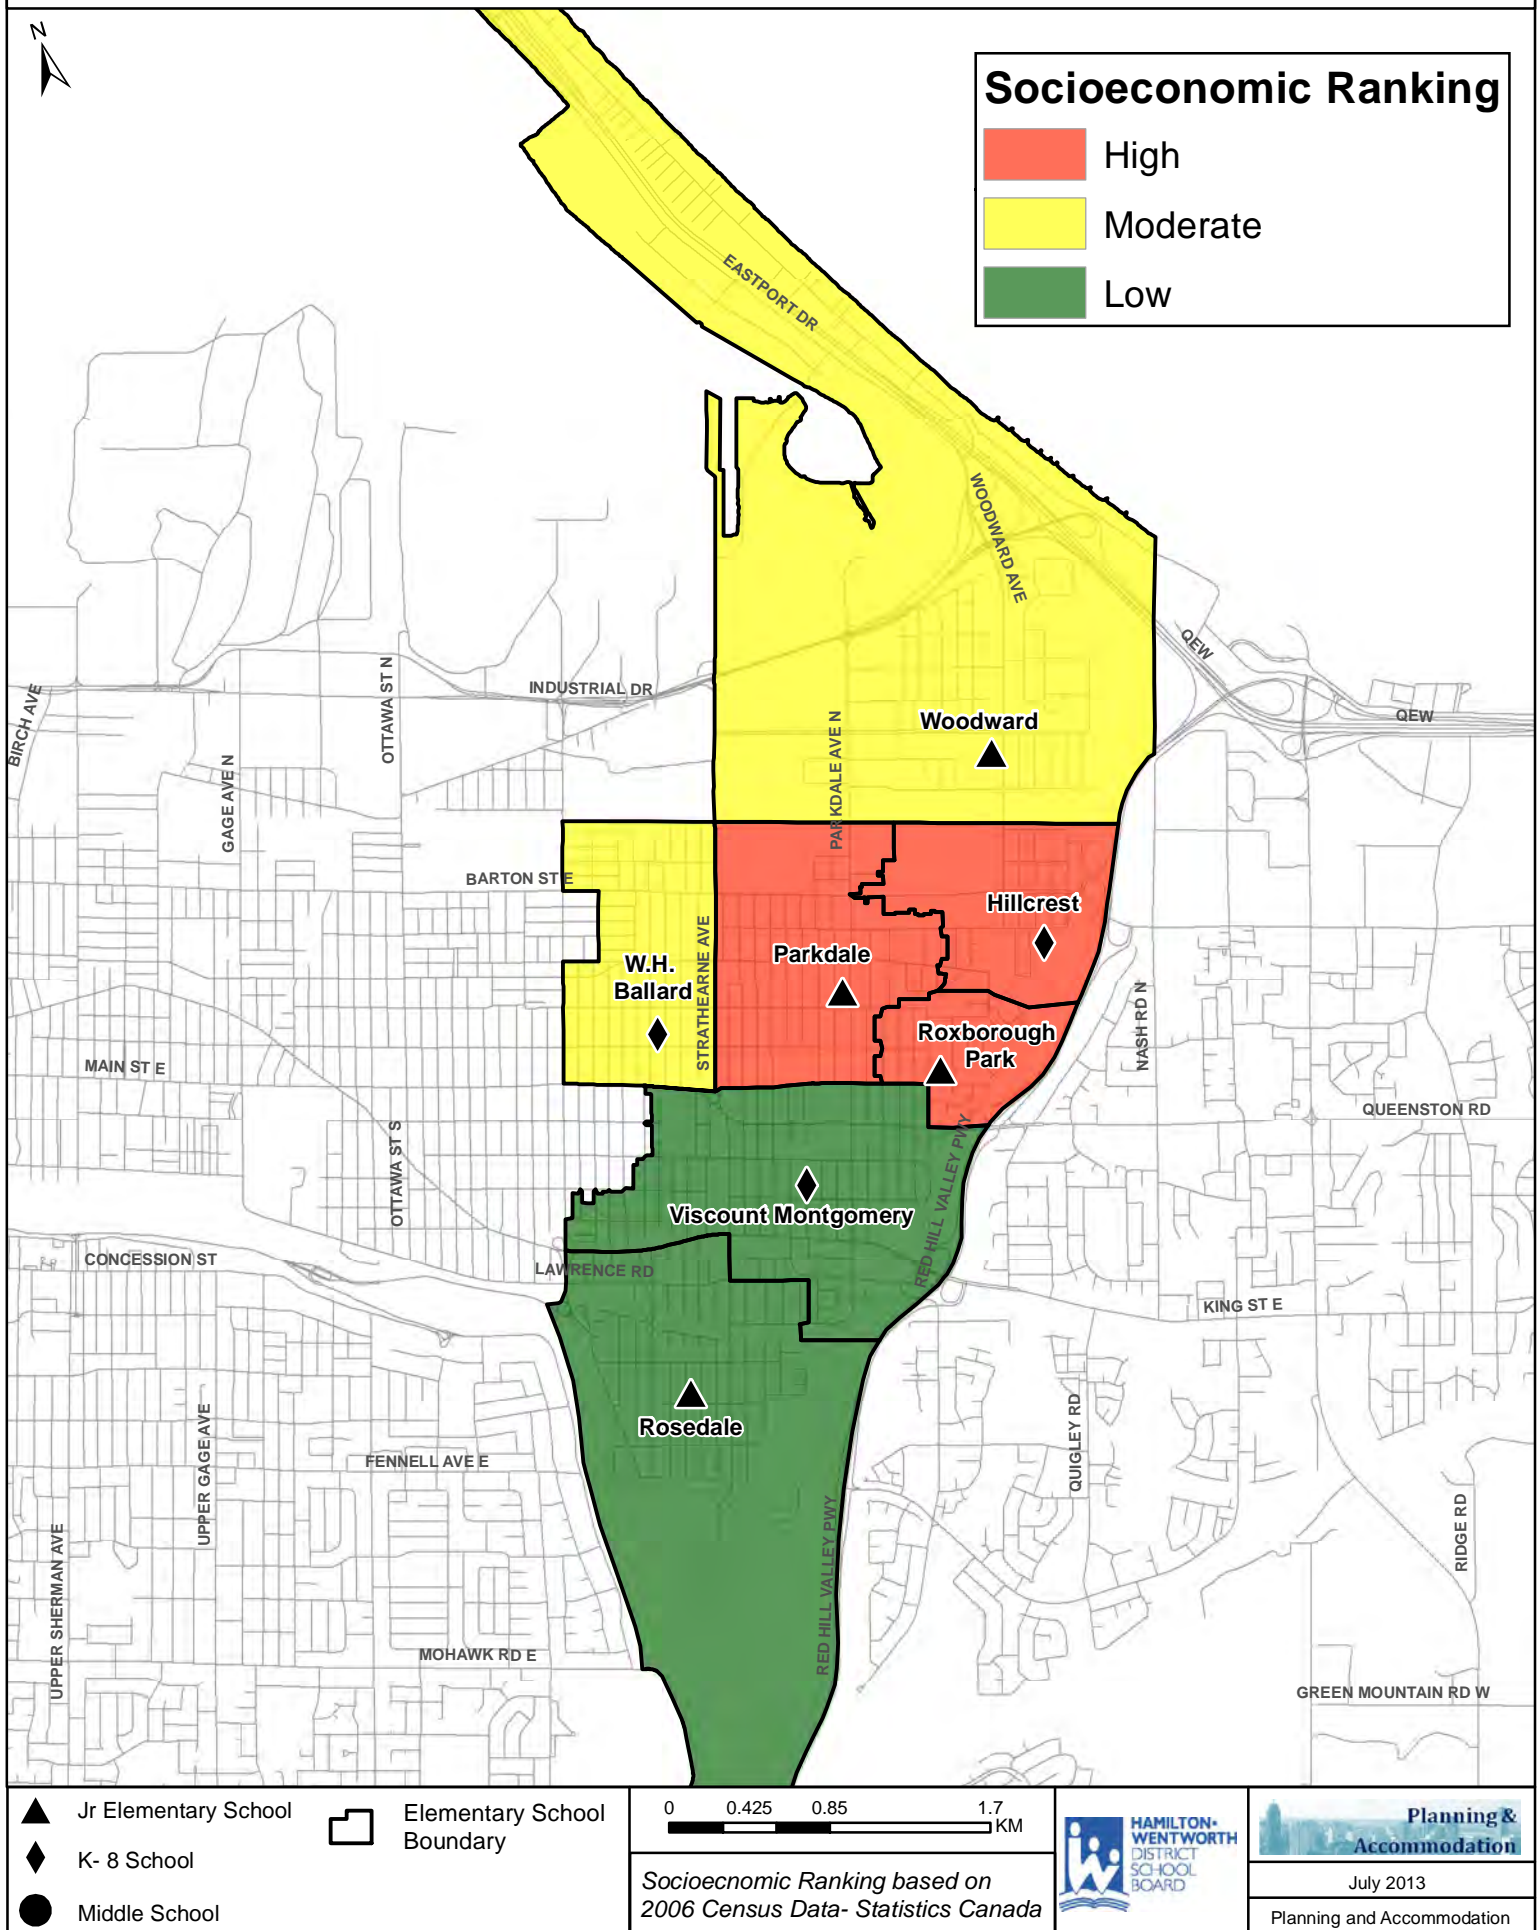 N
Socioeconomic Ranking
High
Moderate
Low
EASTPORT DR
WOODWARD AVE
QEW
QEW
INDUSTRIAL DR
OTTAWA ST N
BIRCH AVE
GAGE AVE N
PARKDALE AVE N
Woodward
BARTON ST E
Hillcrest
STRATHEARNE AVE
Parkdale
W.H.
Ballard
NASH RD N
Roxborough
Park
MAIN ST E
QUEENSTON RD
OTTAWA ST S
RED HILL VALLEY PWY
Viscount Montgomery
CONCESSION ST
LAWRENCE RD
KING ST E
Rosedale
QUIGLEY RD
UPPER GAGE AVE
FENNELL AVE E
RIDGE RD
UPPER SHERMAN AVE
RED HILL VALLEY PWY
MOHAWK RD E
GREEN MOUNTAIN RD W
Jr Elementary School
K- 8 School
Middle School
Elementary School
Boundary
0 0.425 0.85 1.7
KM
Socioecnomic Ranking based on
2006 Census Data- Statistics Canada
HAMILTON-
WENTWORTH
DISTRICT
SCHOOL
BOARD
Planning &
Accommodation
July 2013
Planning and Accommodation